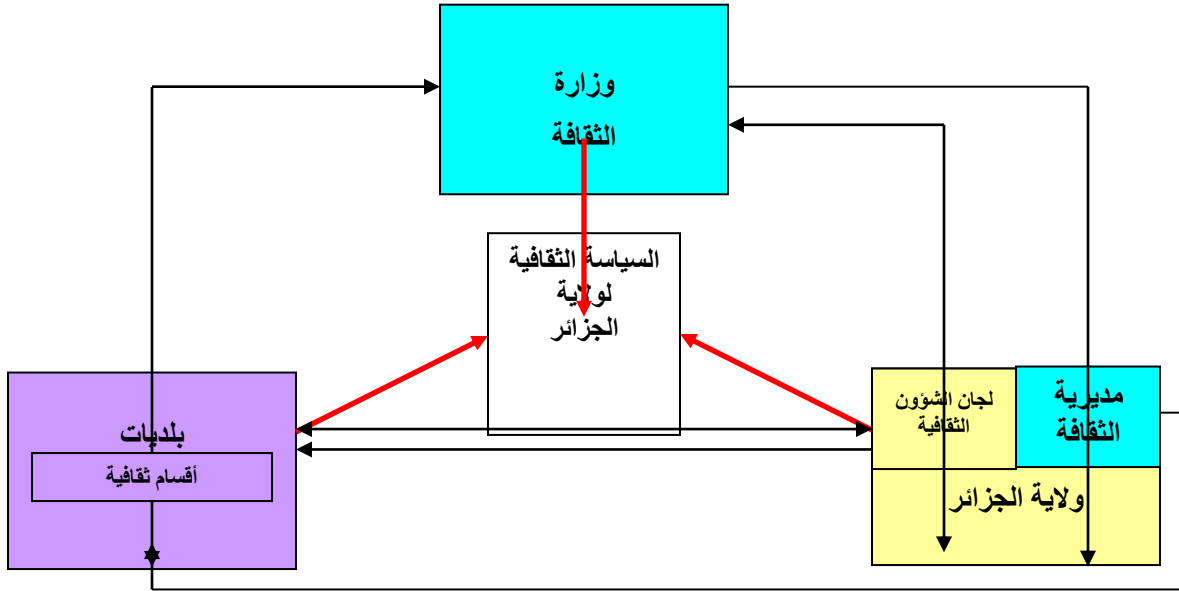 وزارة
الثقافة
السياسة الثقافية
لولاية
الجزائر
لجان الشؤون
الثقافية
مديرية
الثقافة
ولاية الجزائر
بلديات
أقسام ثقافية